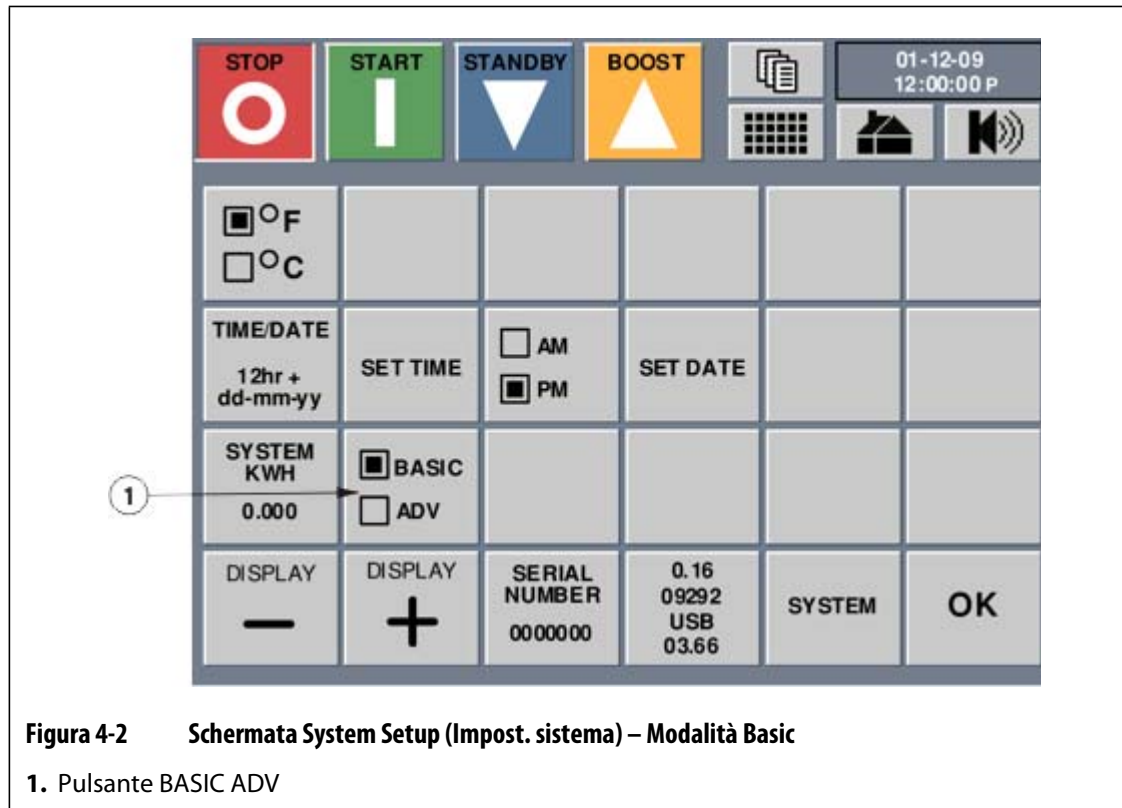 STOP START STANDBY BOOST
01-12-09
12:00:00 P
°F
°C
TIME/DATE
12hr +
dd-mm-yy
SET TIME
AM
PM
SET DATE
SYSTEM
KWH
0.000
BASIC
ADV
1
DISPLAY
DISPLAY
SERIAL
NUMBER
0000000
0.16
09292
USB
03.66
SYSTEM
OK
Figura 4-2 Schermata System Setup (Impost. sistema) – Modalità Basic
1. Pulsante BASIC ADV